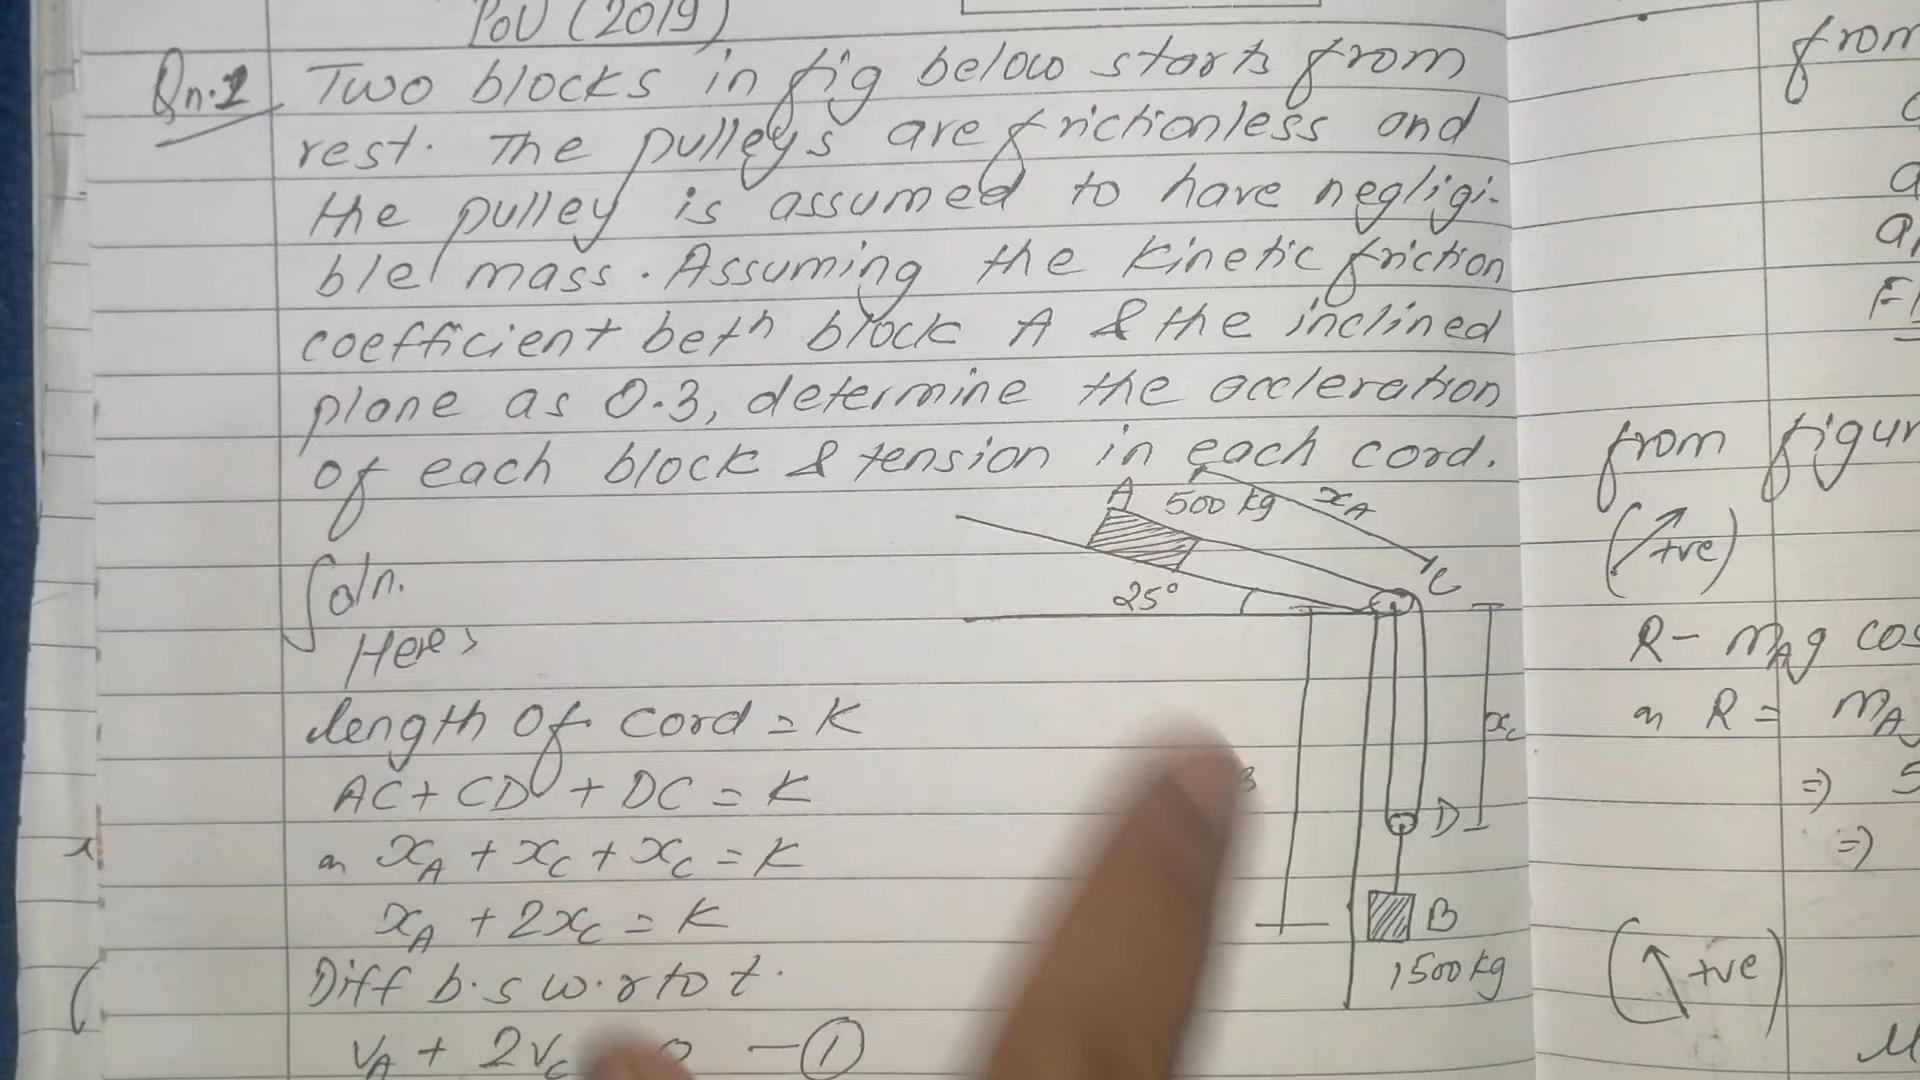 PoU (2019)
Qn.1 Two blocks in fig below starts from
rest. The pulleys are frictionless and
the pulley is assumed to have negligi-
ble mass. Assuming the kinetic friction
coefficient betn block A & the inclined
plane as 0.3, determine the accleration
of each block & tension in each cord.
A 500 kg xA
C
25°
Soln.
Here,
length of cord = K
AC + CD + DC = K
xA + xC + xC = K
xA + 2xC = K
Diff b.s w.r to t.
vA + 2vC
—①
xC
D
B
1500 kg
from
from figur
+ve
R - mAg cos
R = mA
=> 5
=>
+ve